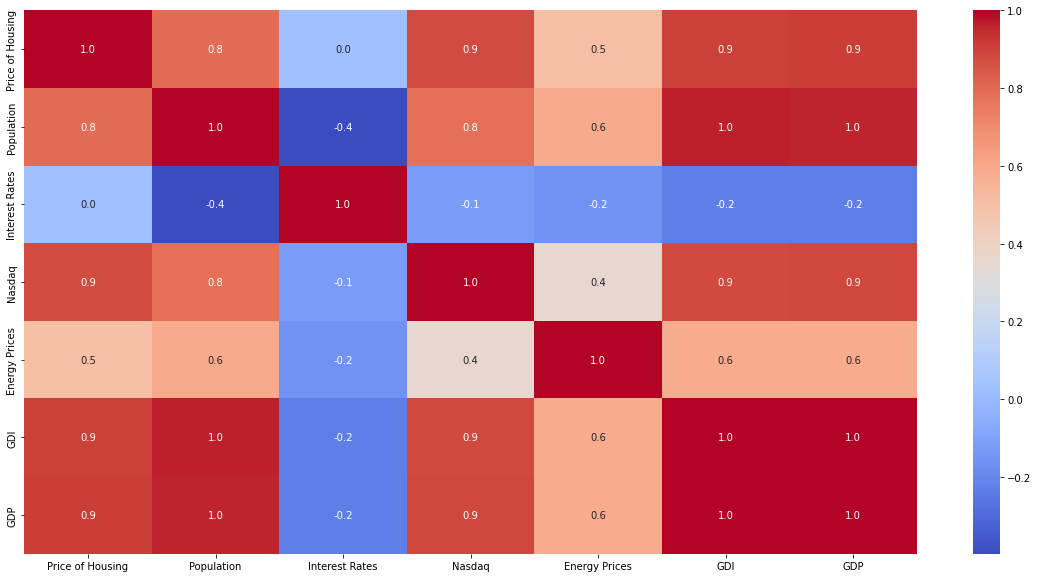 Price of Housing 1.0 0.8 0.0 0.9 0.5 0.9 0.9
Population 0.8 1.0 -0.4 0.8 0.6 1.0 1.0
Interest Rates 0.0 -0.4 1.0 -0.1 -0.2 -0.2 -0.2
Nasdaq 0.9 0.8 -0.1 1.0 0.4 0.9 0.9
Energy Prices 0.5 0.6 -0.2 0.4 1.0 0.6 0.6
GDI 0.9 1.0 -0.2 0.9 0.6 1.0 1.0
GDP 0.9 1.0 -0.2 0.9 0.6 1.0 1.0
Price of Housing Population Interest Rates Nasdaq Energy Prices GDI GDP
1.0
0.8
0.6
0.4
0.2
0.0
−0.2